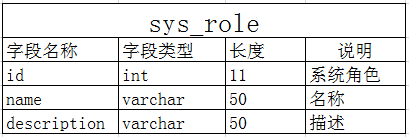 sys_role
字段名称 字段类型 长度 说明
id int 11 系统角色
name varchar 50 名称
description varchar 50 描述